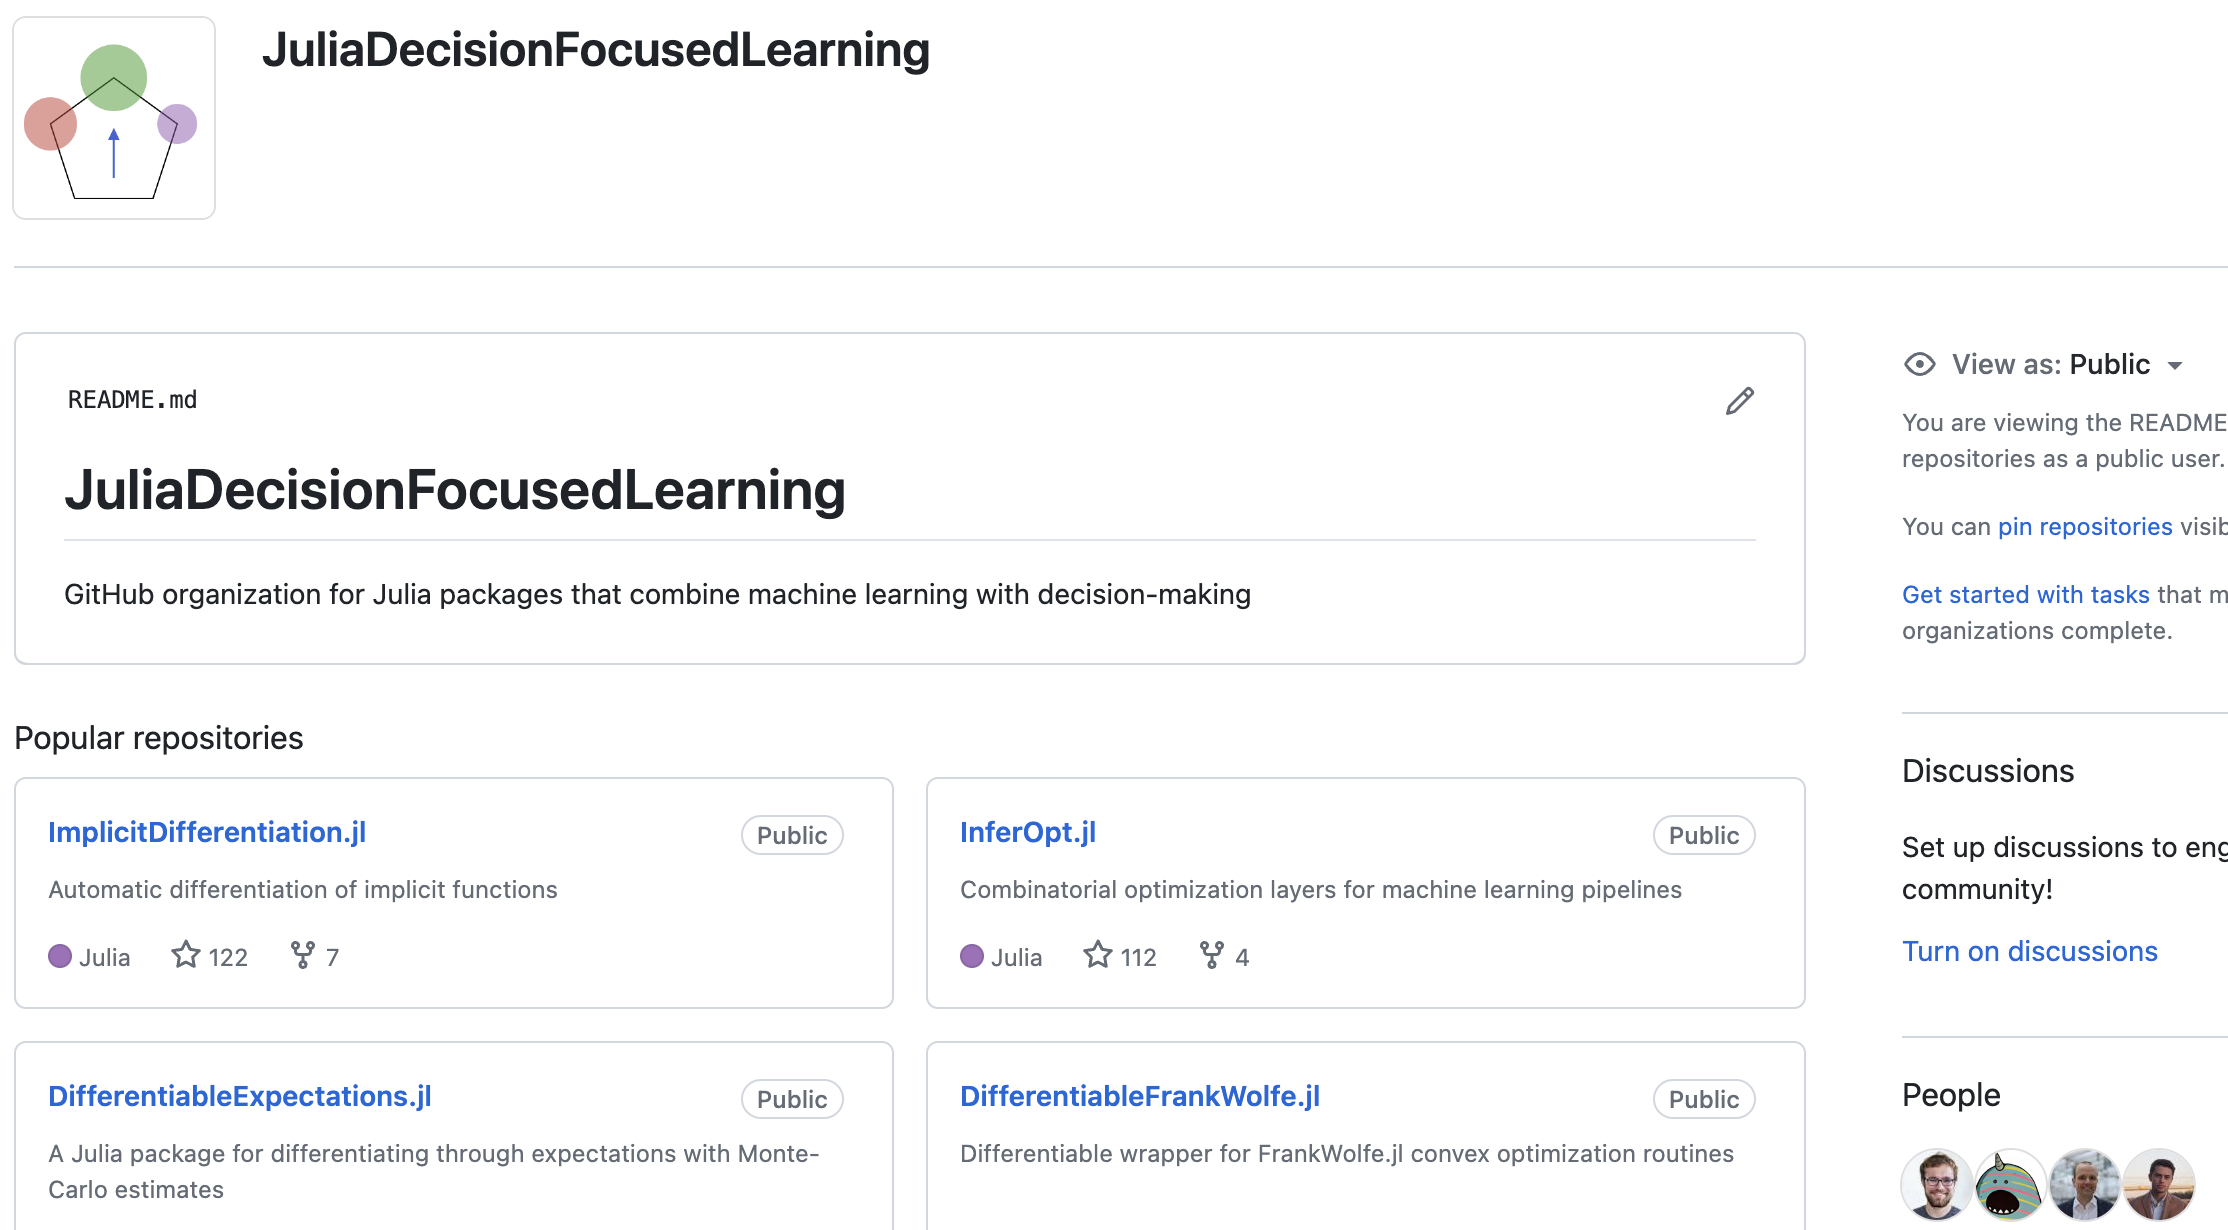 JuliaDecisionFocusedLearning
README.md
JuliaDecisionFocusedLearning
GitHub organization for Julia packages that combine machine learning with decision-making
Popular repositories
ImplicitDifferentiation.jl
Public
Automatic differentiation of implicit functions
Julia 122 7
InferOpt.jl
Public
Combinatorial optimization layers for machine learning pipelines
Julia 112 4
DifferentiableExpectations.jl
Public
A Julia package for differentiating through expectations with Monte-
Carlo estimates
DifferentiableFrankWolfe.jl
Public
Differentiable wrapper for FrankWolfe.jl convex optimization routines
View as: Public
You are viewing the README
repositories as a public user.
You can pin repositories visib
Get started with tasks that m
organizations complete.
Discussions
Set up discussions to eng
community!
Turn on discussions
People